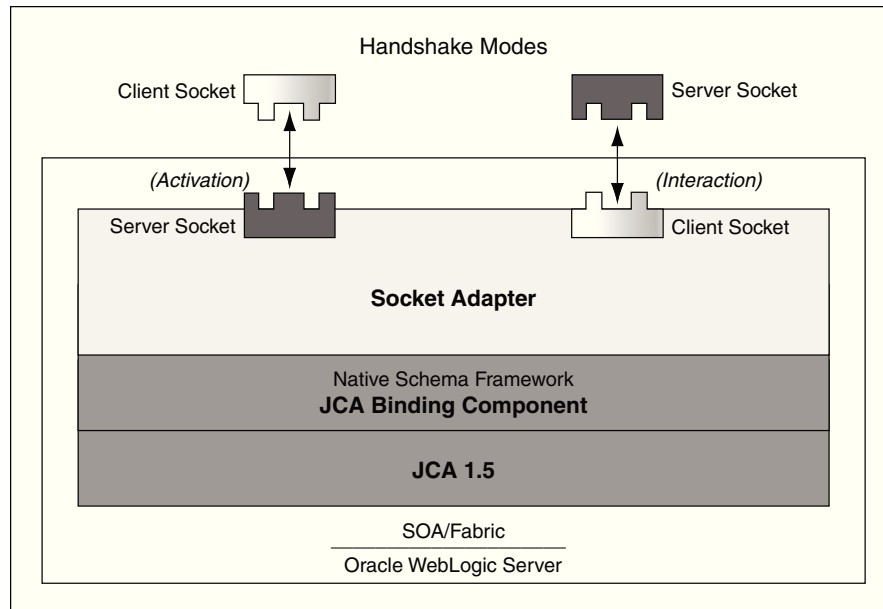 Handshake Modes
Client Socket
Server Socket
(Activation)
(Interaction)
Server Socket
Client Socket
Socket Adapter
Native Schema Framework
JCA Binding Component
JCA 1.5
SOA/Fabric
Oracle WebLogic Server